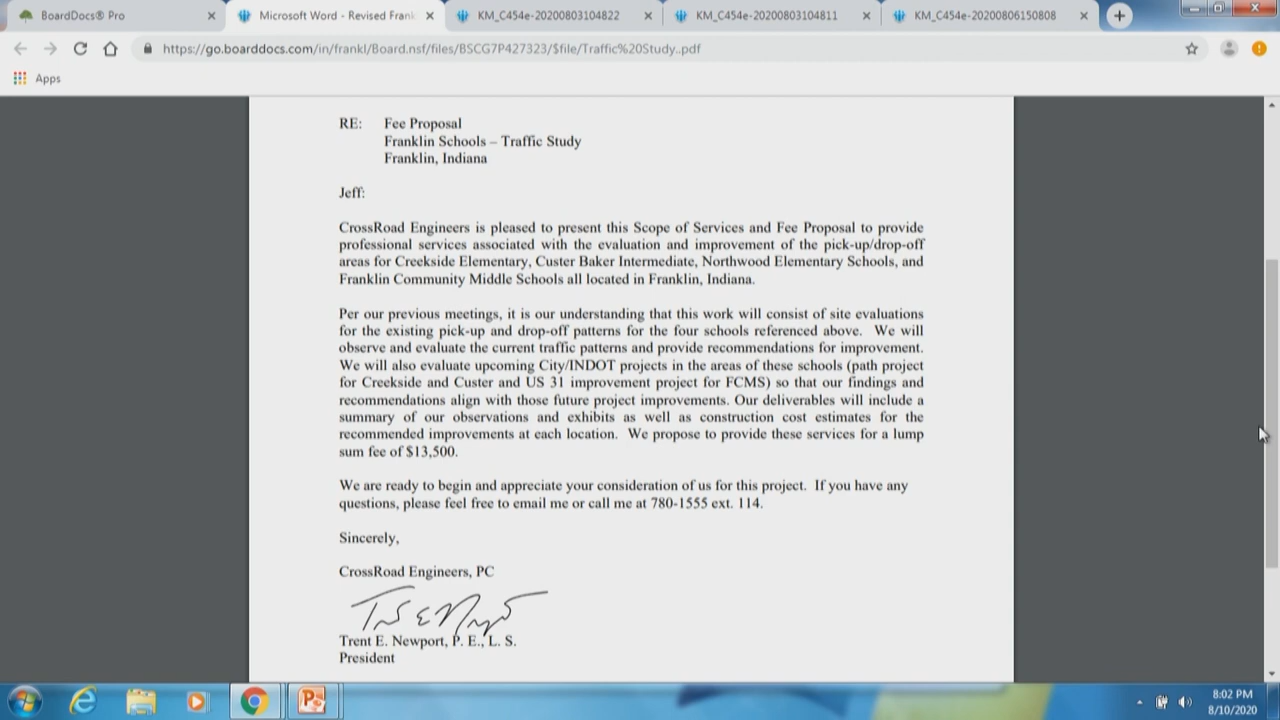 BoardDocs® Pro
Microsoft Word - Revised Frank
KM_C454e-20200803104822
KM_C454e-20200803104811
KM_C454e-20200806150808
https://go.boarddocs.com/in/frankl/Board.nsf/files/BSCG7P427323/$file/Traffic%20Study..pdf
Apps
RE: Fee Proposal
Franklin Schools – Traffic Study
Franklin, Indiana
Jeff:
CrossRoad Engineers is pleased to present this Scope of Services and Fee Proposal to provide
professional services associated with the evaluation and improvement of the pick-up/drop-off
areas for Creekside Elementary, Custer Baker Intermediate, Northwood Elementary Schools, and
Franklin Community Middle Schools all located in Franklin, Indiana.
Per our previous meetings, it is our understanding that this work will consist of site evaluations
for the existing pick-up and drop-off patterns for the four schools referenced above. We will
observe and evaluate the current traffic patterns and provide recommendations for improvement.
We will also evaluate upcoming City/INDOT projects in the areas of these schools (path project
for Creekside and Custer and US 31 improvement project for FCMS) so that our findings and
recommendations align with those future project improvements. Our deliverables will include a
summary of our observations and exhibits as well as construction cost estimates for the
recommended improvements at each location. We propose to provide these services for a lump
sum fee of $13,500.
We are ready to begin and appreciate your consideration of us for this project. If you have any
questions, please feel free to email me or call me at 780-1555 ext. 114.
Sincerely,
CrossRoad Engineers, PC
Trent E. Newport, P. E., L. S.
President
8:02 PM
8/10/2020